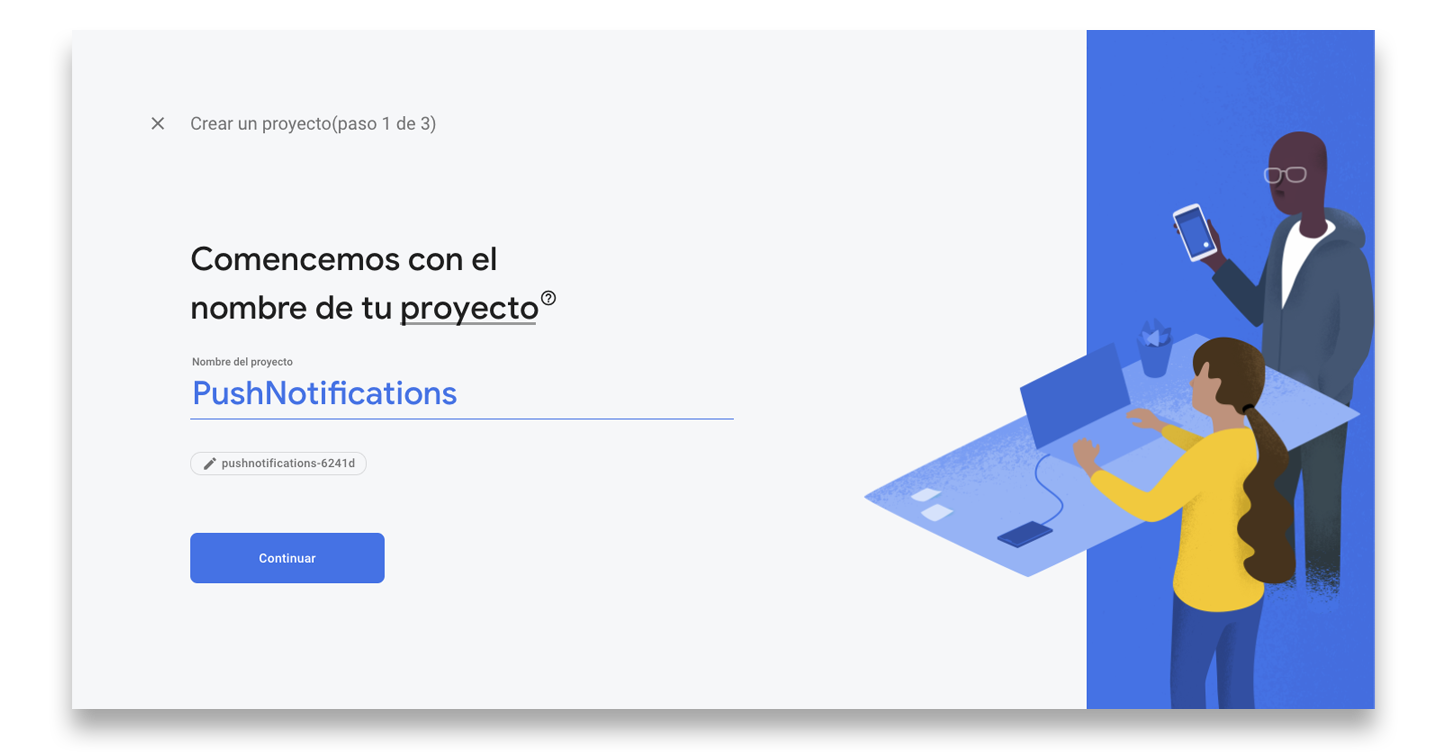 Crear un proyecto(paso 1 de 3)
Comencemos con el
nombre de tu proyecto?
Nombre del proyecto
PushNotifications
pushnotifications-6241d
Continuar